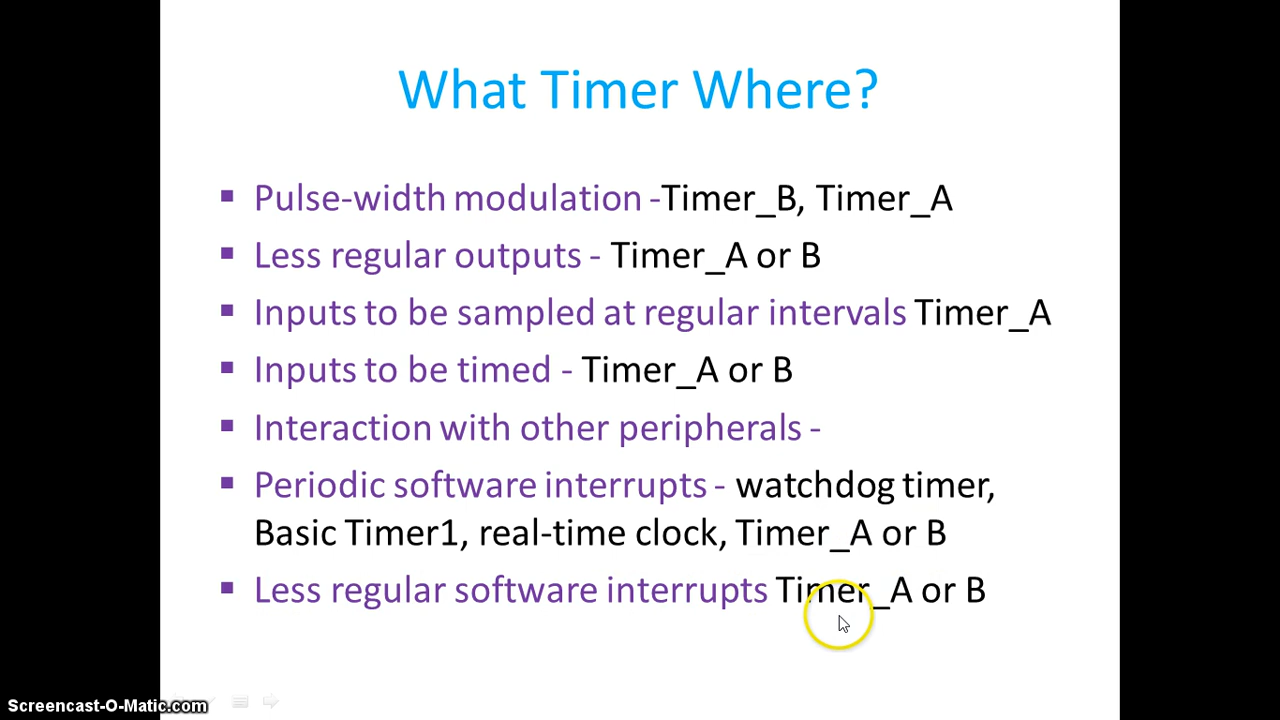 What Timer Where?
▪ Pulse-width modulation -Timer_B, Timer_A
▪ Less regular outputs - Timer_A or B
▪ Inputs to be sampled at regular intervals Timer_A
▪ Inputs to be timed - Timer_A or B
▪ Interaction with other peripherals -
▪ Periodic software interrupts - watchdog timer,
Basic Timer1, real-time clock, Timer_A or B
▪ Less regular software interrupts Timer_A or B
Screencast-O-Matic.com